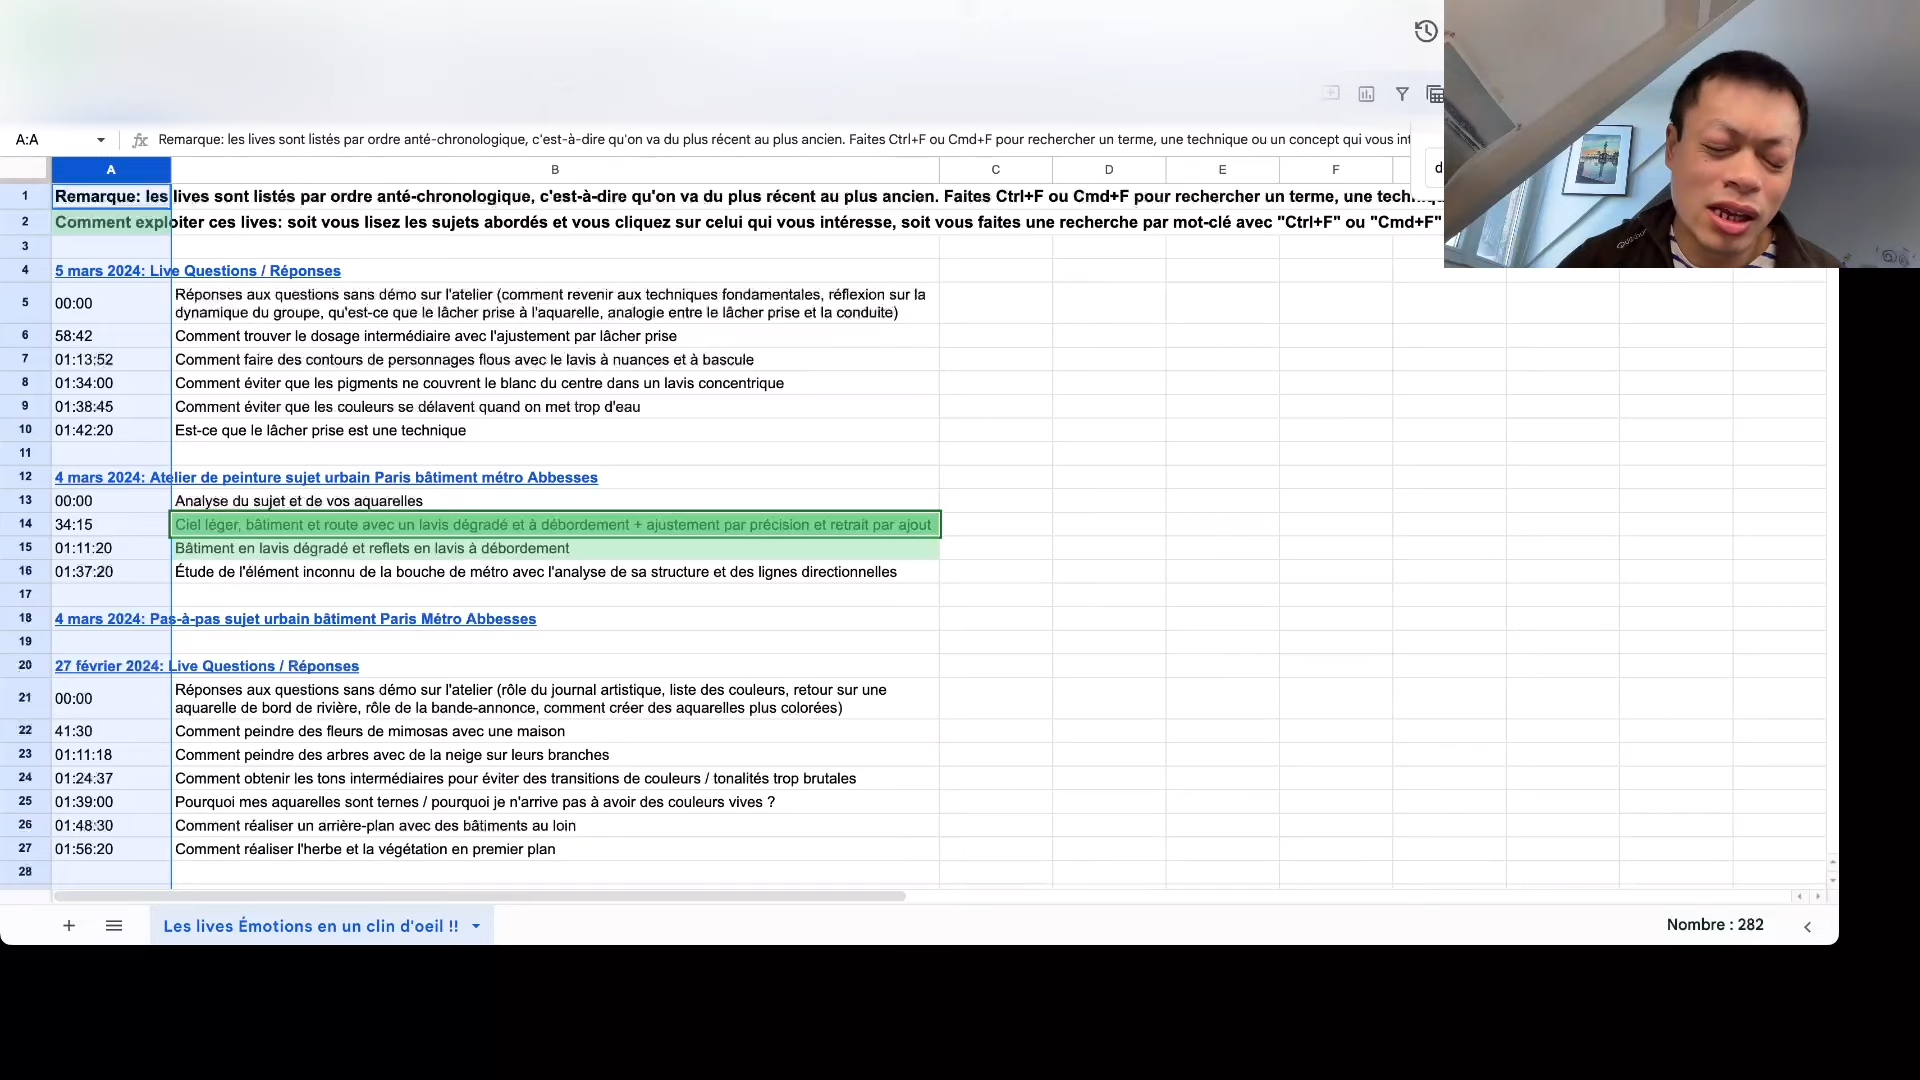 A:A
fx Remarque: les lives sont listés par ordre anté-chronologique, c'est-à-dire qu'on va du plus récent au plus ancien. Faites Ctrl+F ou Cmd+F pour rechercher un terme, une technique ou un concept qui vous
d
A B C D E F
1 Remarque: les lives sont listés par ordre anté-chronologique, c'est-à-dire qu'on va du plus récent au plus ancien. Faites Ctrl+F ou Cmd+F pour rechercher un terme, une
2 Comment exploiter ces lives: soit vous lisez les sujets abordés et vous cliquez sur celui qui vous intéresse, soit vous faites une recherche par mot-clé avec "Ctrl+F" ou "Cmd+F"
3
4 5 mars 2024: Live Questions / Réponses
5 00:00 Réponses aux questions sans démo sur l'atelier (comment revenir aux techniques fondamentales, réflexion sur la
dynamique du groupe, qu'est-ce que le lâcher prise à l'aquarelle, analogie entre le lâcher prise et la conduite)
6 58:42 Comment trouver le dosage intermédiaire avec l'ajustement par lâcher prise
7 01:13:52 Comment faire des contours de personnages flous avec le lavis à nuances et à bascule
8 01:34:00 Comment éviter que les pigments ne couvrent le blanc du centre dans un lavis concentrique
9 01:38:45 Comment éviter que les couleurs se délavent quand on met trop d'eau
10 01:42:20 Est-ce que le lâcher prise est une technique
11
12 4 mars 2024: Atelier de peinture sujet urbain Paris bâtiment métro Abbesses
13 00:00 Analyse du sujet et de vos aquarelles
14 34:15 Ciel léger, bâtiment et route avec un lavis dégradé et à débordement + ajustement par précision et retrait par ajout
15 01:11:20 Bâtiment en lavis dégradé et reflets en lavis à débordement
16 01:37:20 Étude de l'élément inconnu de la bouche de métro avec l'analyse de sa structure et des lignes directionnelles
17
18 4 mars 2024: Pas-à-pas sujet urbain bâtiment Paris Métro Abbesses
19
20 27 février 2024: Live Questions / Réponses
21 00:00 Réponses aux questions sans démo sur l'atelier (rôle du journal artistique, liste des couleurs, retour sur une
aquarelle de bord de rivière, rôle de la bande-annonce, comment créer des aquarelles plus colorées)
22 41:30 Comment peindre des fleurs de mimosas avec une maison
23 01:11:18 Comment peindre des arbres avec de la neige sur leurs branches
24 01:24:37 Comment obtenir les tons intermédiaires pour éviter des transitions de couleurs / tonalités trop brutales
25 01:39:00 Pourquoi mes aquarelles sont ternes / pourquoi je n'arrive pas à avoir des couleurs vives ?
26 01:48:30 Comment réaliser un arrière-plan avec des bâtiments au loin
27 01:56:20 Comment réaliser l'herbe et la végétation en premier plan
28
Les lives Émotions en un clin d'oeil !!
Nombre : 282